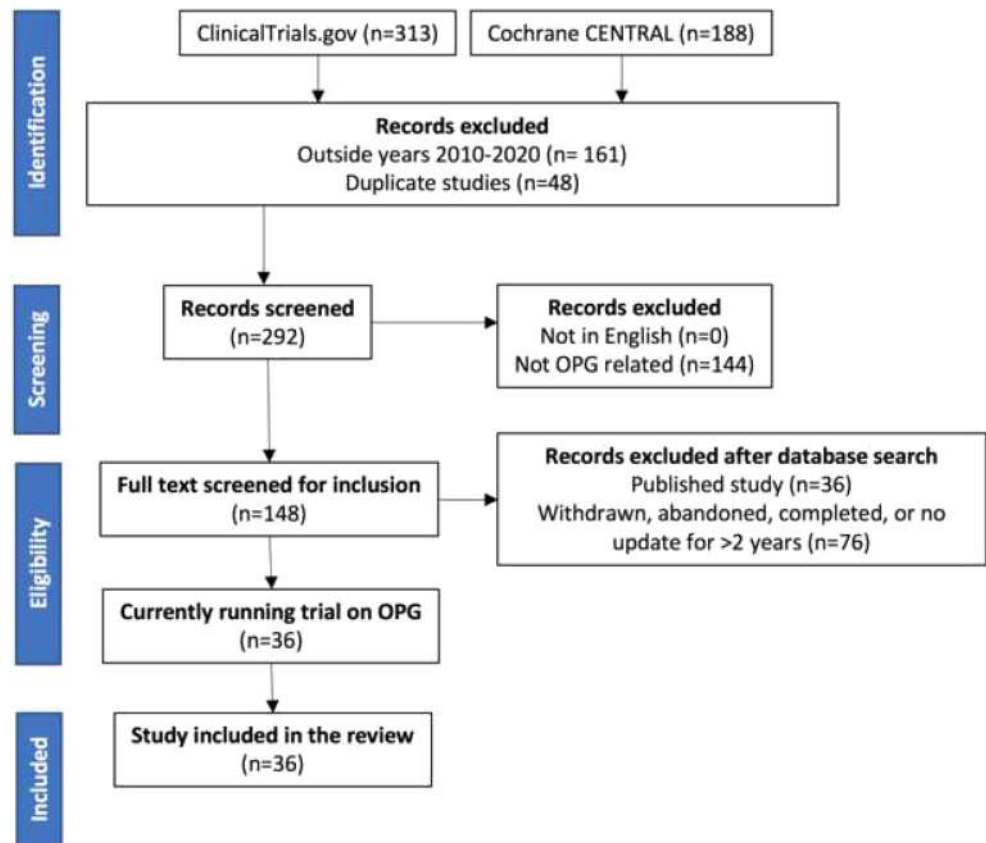 Identification
ClinicalTrials.gov (n=313)
Cochrane CENTRAL (n=188)
Records excluded
Outside years 2010-2020 (n= 161)
Duplicate studies (n=48)
Screening
Records screened
(n=292)
Records excluded
Not in English (n=0)
Not OPG related (n=144)
Eligibility
Full text screened for inclusion
(n=148)
Records excluded after database search
Published study (n=36)
Withdrawn, abandoned, completed, or no
update for >2 years (n=76)
Currently running trial on OPG
(n=36)
Included
Study included in the review
(n=36)